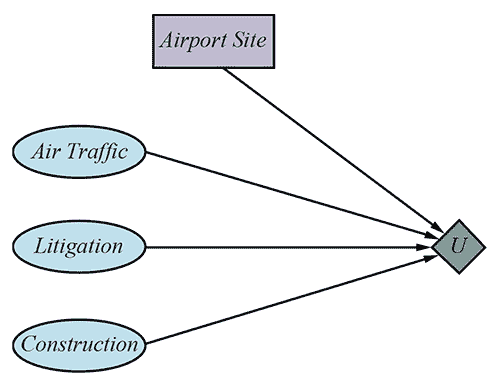 Airport Site
Air Traffic
Litigation
U
Construction